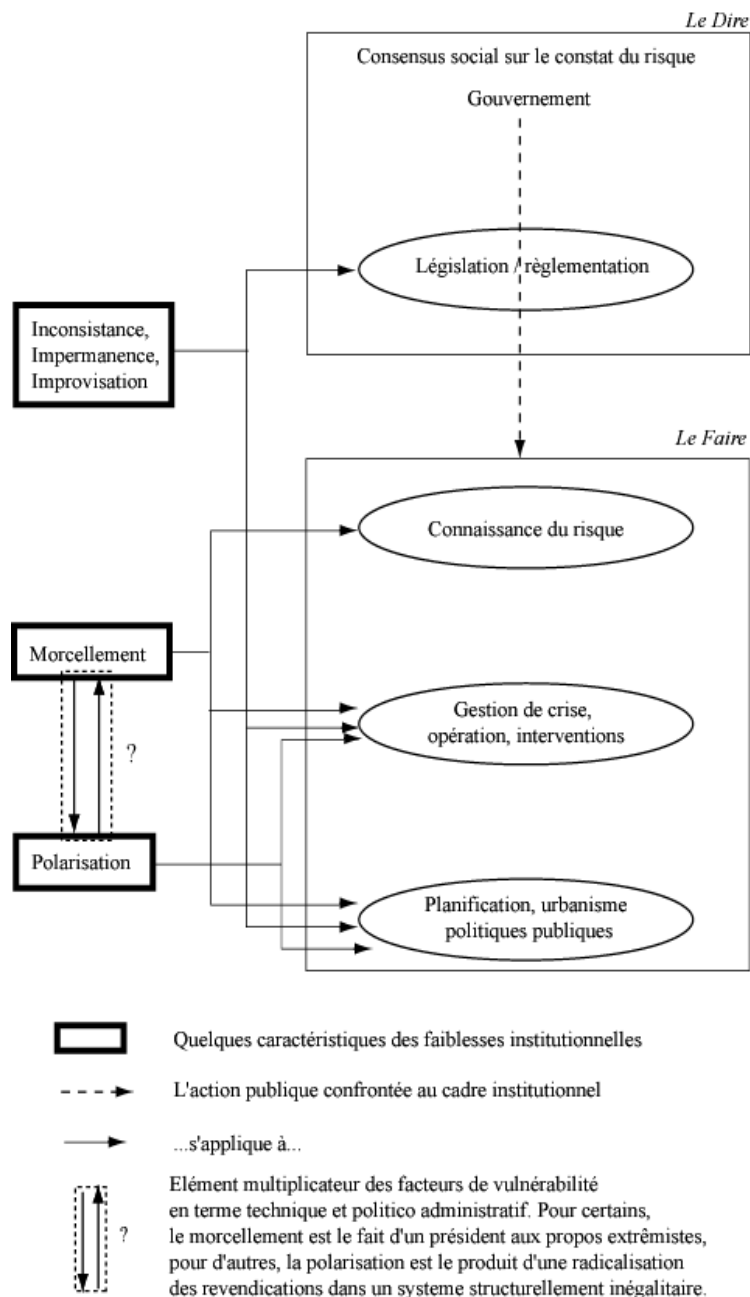 Le Dire
Consensus social sur le constat du risque
Gouvernement
Législation / règlementation
Inconsistance,
Impermanence,
Improvisation
Le Faire
Connaissance du risque
Morcellement
Gestion de crise,
opération, interventions
?
Polarisation
Planification, urbanisme
politiques publiques
Quelques caractéristiques des faiblesses institutionnelles
L'action publique confrontée au cadre institutionnel
...s'applique à...
Elément multiplicateur des facteurs de vulnérabilité
en terme technique et politico administratif. Pour certains,
le morcellement est le fait d'un président aux propos extrêmistes,
?
pour d'autres, la polarisation est le produit d'une radicalisation
des revendications dans un systeme structurellement inégalitaire.